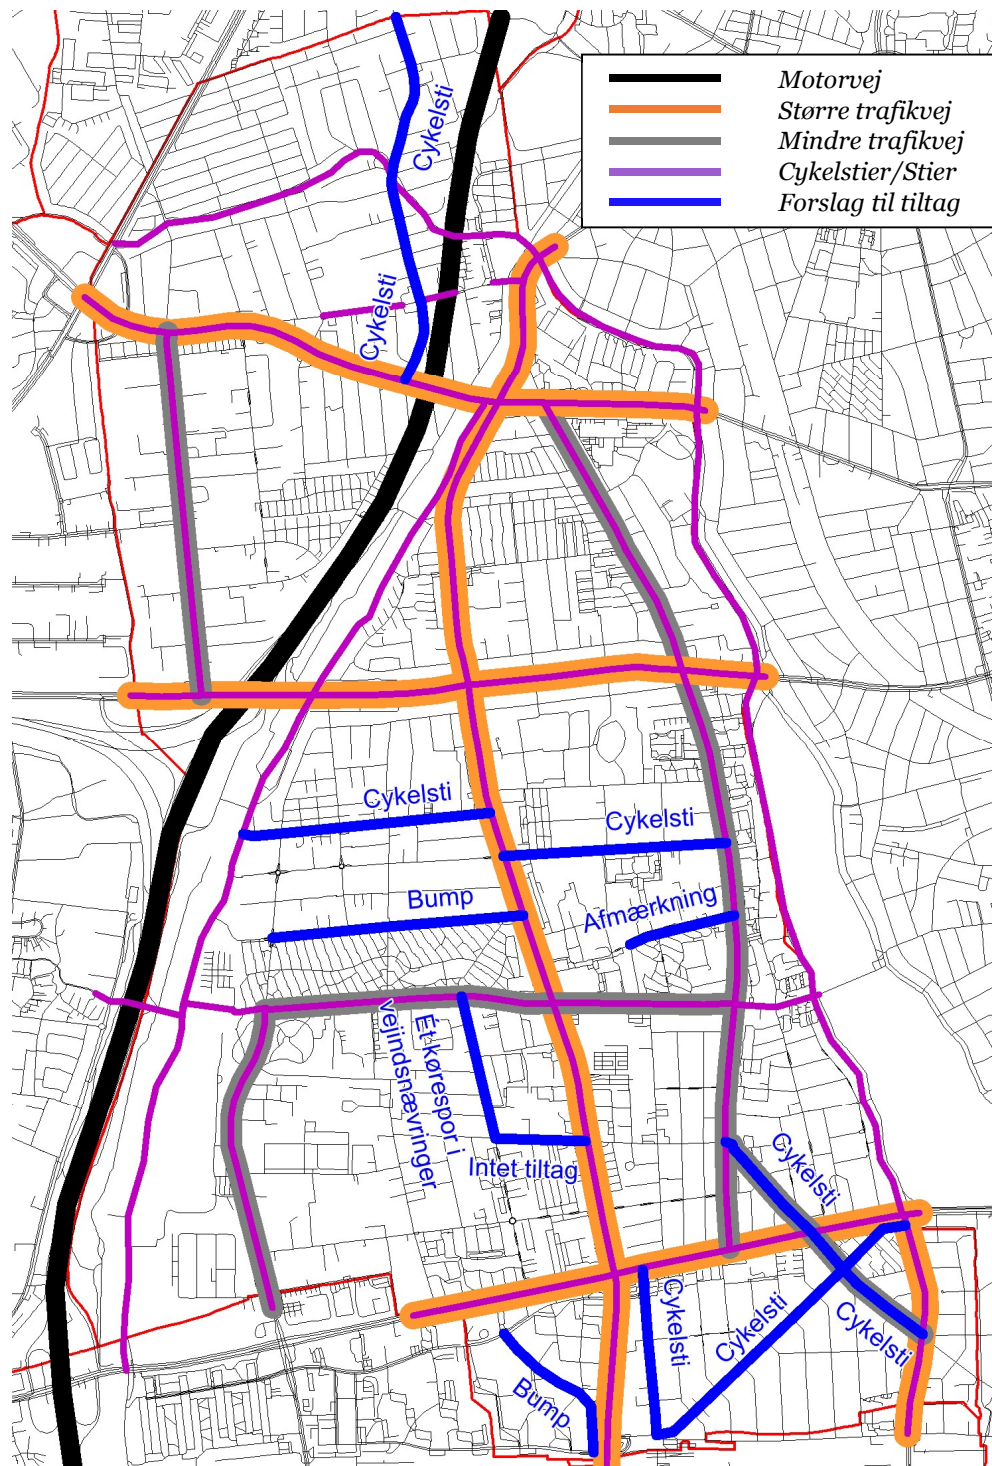 Motorvej
Større trafikvej
Mindre trafikvej
Cykelstier/Stier
Forslag til tiltag
Cykelsti
Cykelsti
Cykelsti
Cykelsti
Bump
Afmærkning
Ét kørespor i
vejindsnævringer
Intet tiltag
Cykelsti
Cykelsti
Cykelsti
Cykelsti
Bump